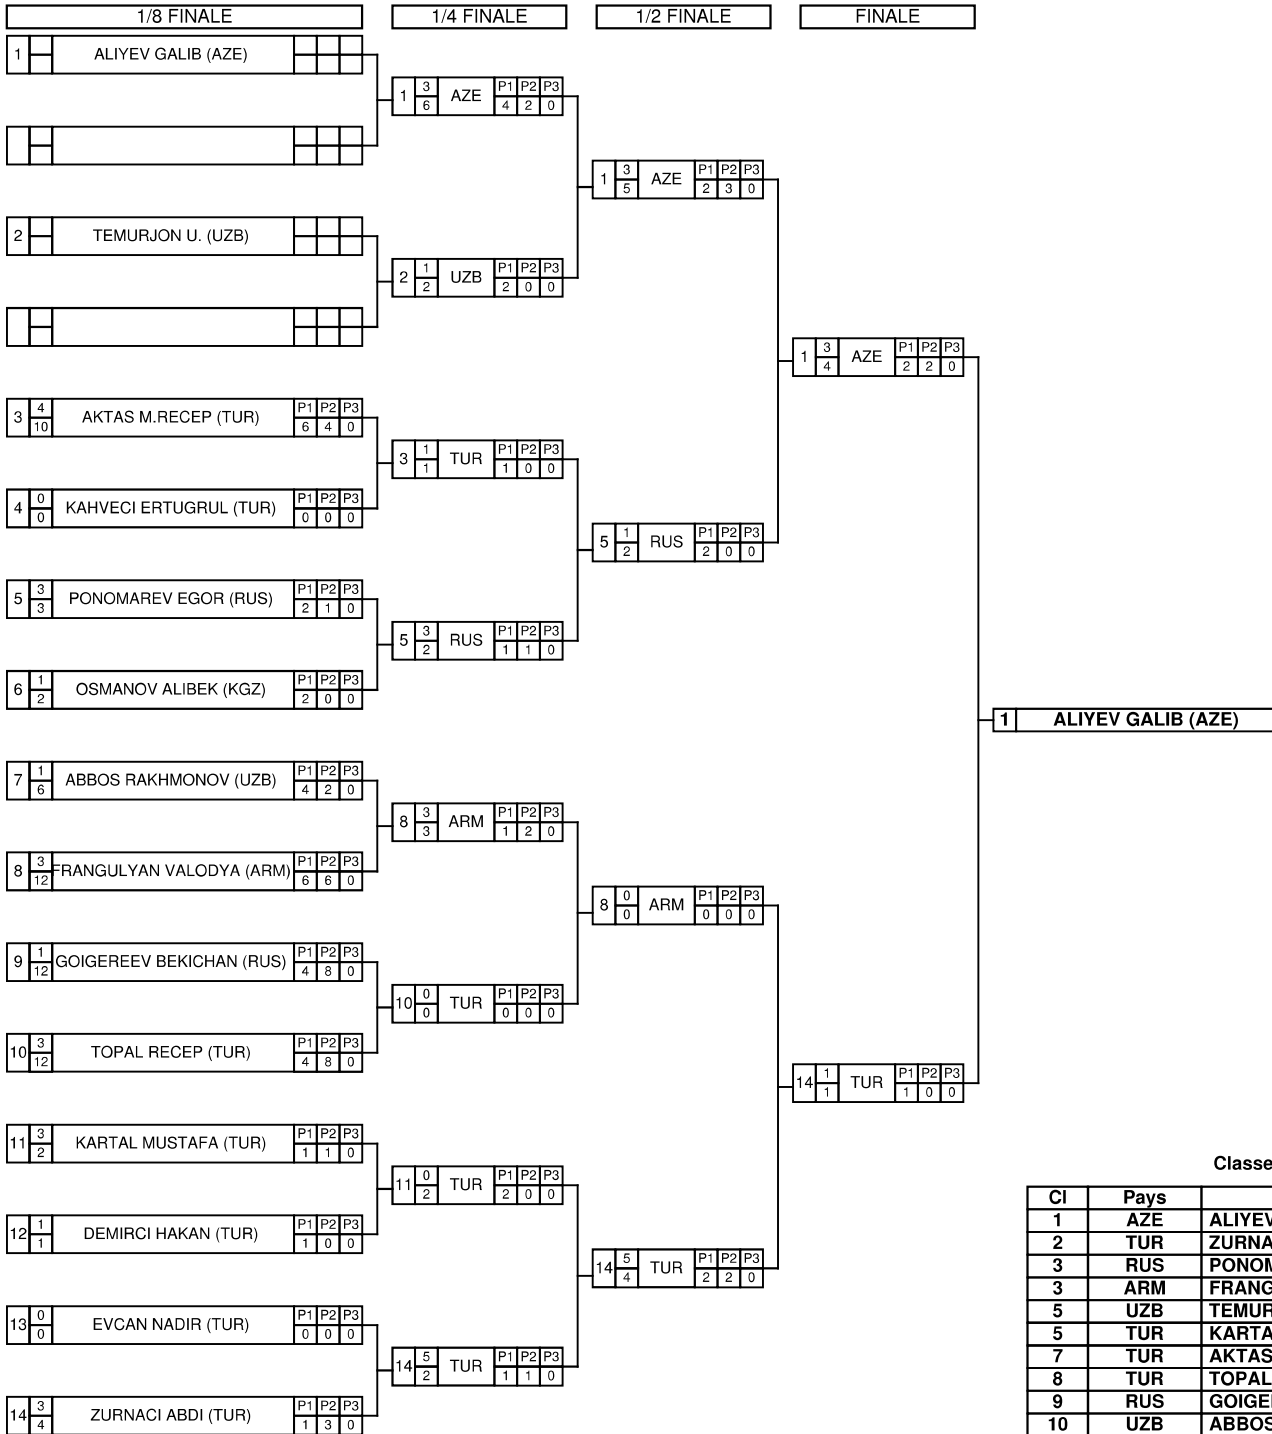 1/8 FINALE 1/4 FINALE 1/2 FINALE FINALE
1 ALIYEV GALIB (AZE)
1 3 6 AZE P1 P2 P3 4 2 0
1 3 5 AZE P1 P2 P3 2 3 0
2 TEMURJON U. (UZB)
2 1 2 UZB P1 P2 P3 2 0 0
1 3 4 AZE P1 P2 P3 2 2 0
3 4 10 AKTAS M.RECEP (TUR) P1 P2 P3 6 4 0
3 1 1 TUR P1 P2 P3 1 0 0
4 0 0 KAHVECI ERTUGRUL (TUR) P1 P2 P3 0 0 0
5 1 2 RUS P1 P2 P3 2 0 0
5 3 3 PONOMAREV EGOR (RUS) P1 P2 P3 2 1 0
5 3 2 RUS P1 P2 P3 1 1 0
6 1 2 OSMANOV ALIBEK (KGZ) P1 P2 P3 2 0 0
1 ALIYEV GALIB (AZE)
7 1 6 ABBOS RAKHMONOV (UZB) P1 P2 P3 4 2 0
8 3 3 ARM P1 P2 P3 1 2 0
8 3 12 FRANGULYAN VALODYA (ARM) P1 P2 P3 6 6 0
8 0 0 ARM P1 P2 P3 0 0 0
9 1 12 GOIGEREEV BEKICHAN (RUS) P1 P2 P3 4 8 0
10 0 0 TUR P1 P2 P3 0 0 0
10 3 12 TOPAL RECEP (TUR) P1 P2 P3 4 8 0
14 1 1 TUR P1 P2 P3 1 0 0
11 3 2 KARTAL MUSTAFA (TUR) P1 P2 P3 1 1 0
11 0 2 TUR P1 P2 P3 2 0 0
12 1 1 DEMIRCI HAKAN (TUR) P1 P2 P3 1 0 0
14 5 4 TUR P1 P2 P3 2 2 0
13 0 0 EVCAN NADIR (TUR) P1 P2 P3 0 0 0
14 5 2 TUR P1 P2 P3 1 1 0
14 3 4 ZURNACI ABDI (TUR) P1 P2 P3 1 3 0
Classe
Cl Pays
1 AZE ALIYEV
2 TUR ZURNA
3 RUS PONOM
3 ARM FRANG
5 UZB TEMUR
5 TUR KARTA
7 TUR AKTAS
8 TUR TOPAL
9 RUS GOIGE
10 UZB ABBOS